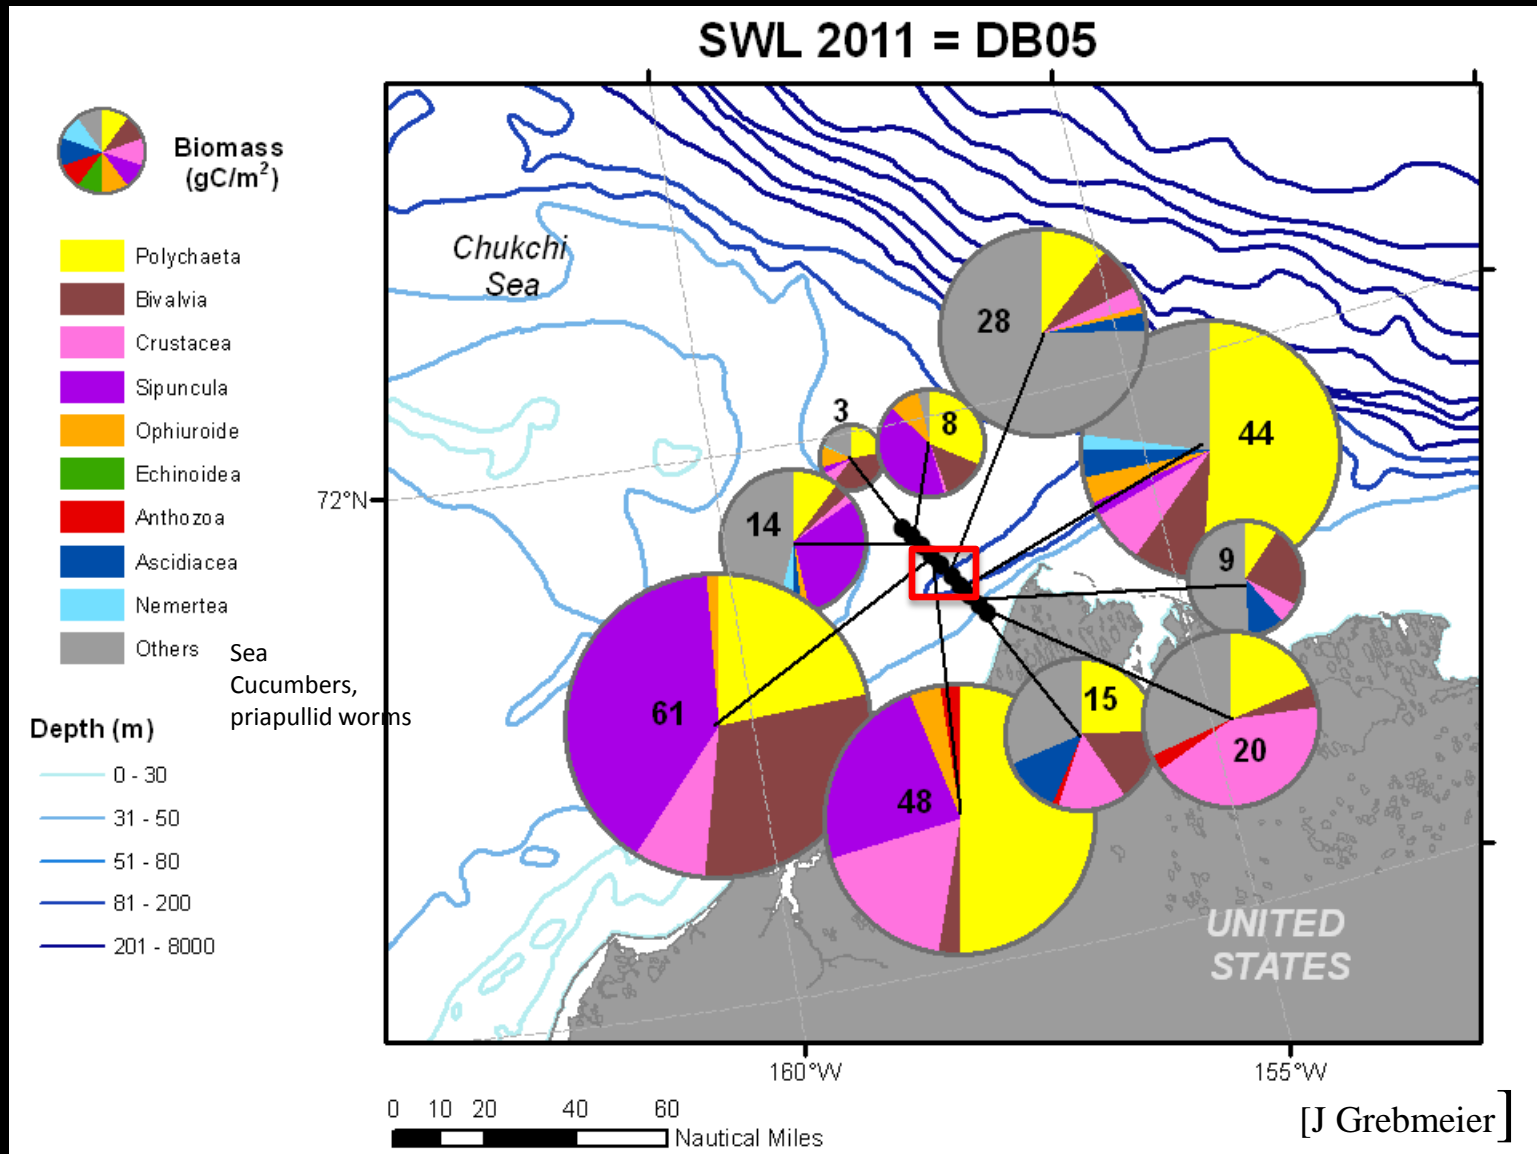 SWL 2011 = DB05
Biomass
(gC/m²)
Polychaeta
Bivalvia
Crustacea
Sipuncula
Ophiuroide
Echinoidea
Anthozoa
Ascidiacea
Nemertea
Others
Sea
Cucumbers,
priapullid worms
Depth (m)
0 - 30
31 - 50
51 - 80
81 - 200
201 - 8000
Chukchi
Sea
72°N
28
44
3
8
14
9
61
48
15
20
UNITED
STATES
160°W
155°W
0 10 20 40 60
Nautical Miles
[J Grebmeier]